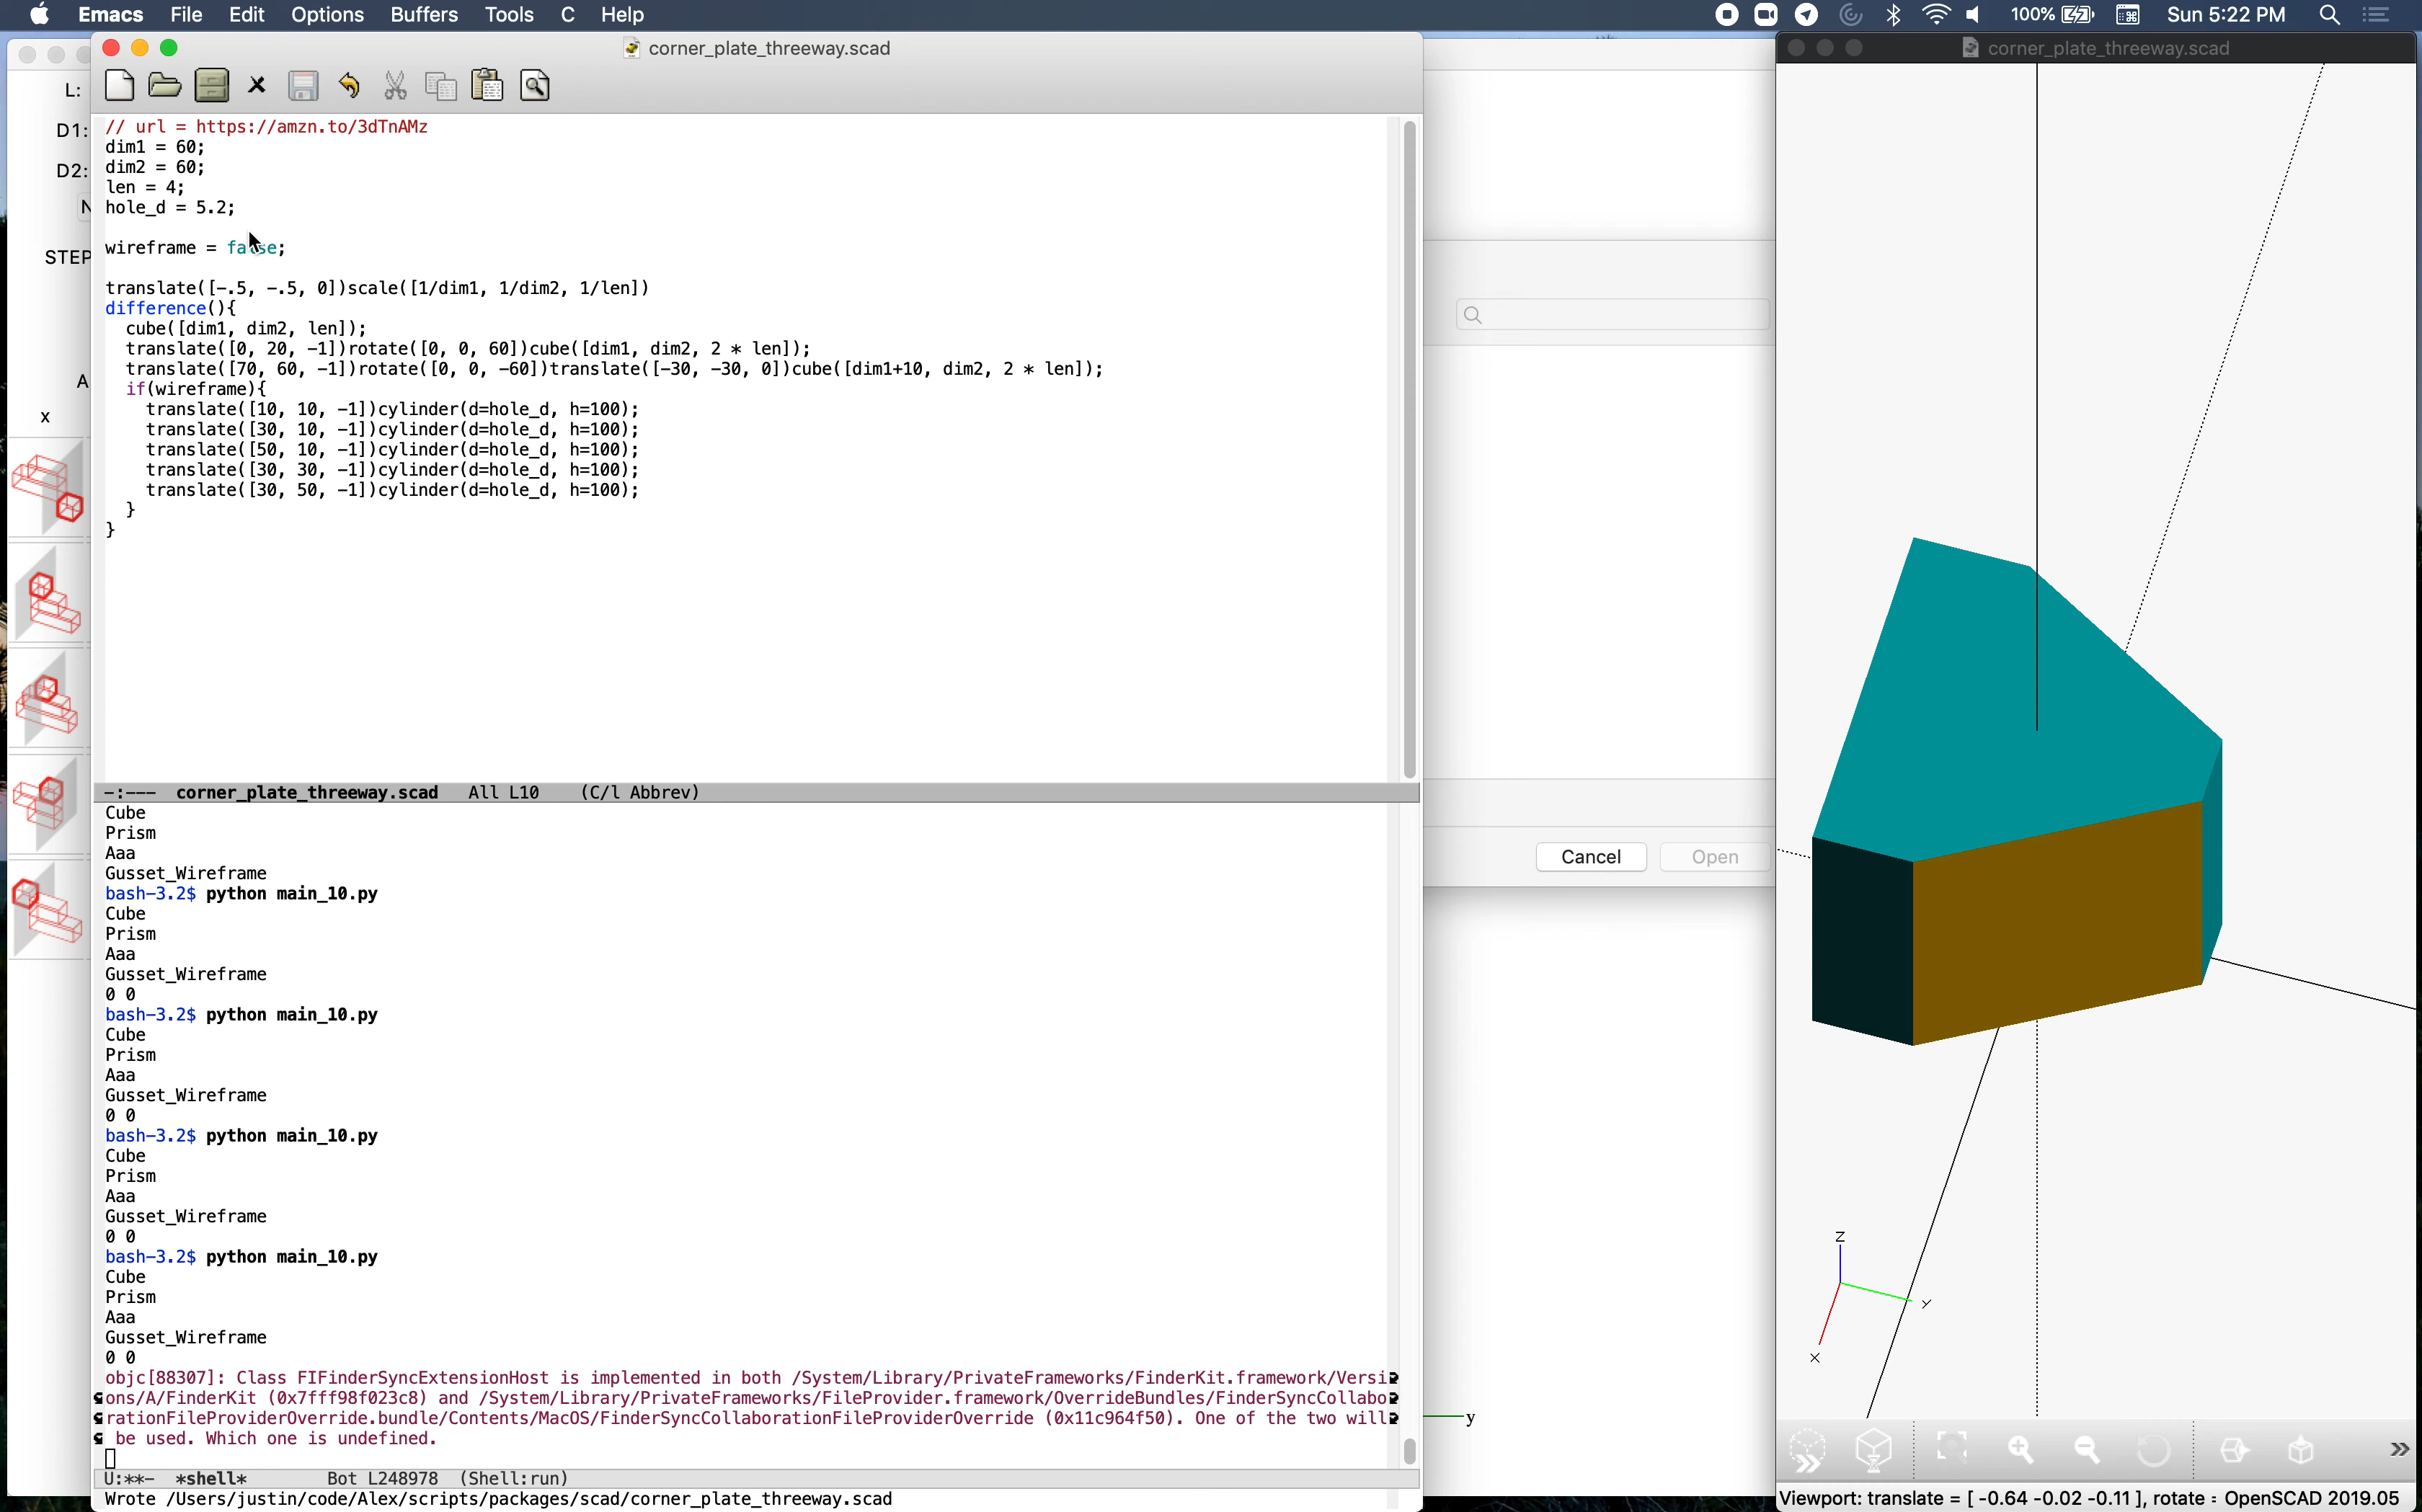 Emacs File Edit Options Buffers Tools C Help
100% Sun 5:22 PM
corner_plate_threeway.scad
L:
D1:
D2:
N
STEP
A
x
// url = https://amzn.to/3dTnAMz
dim1 = 60;
dim2 = 60;
len = 4;
hole_d = 5.2;
wireframe = false;
translate([-.5, -.5, 0])scale([1/dim1, 1/dim2, 1/len])
difference(){
cube([dim1, dim2, len]);
translate([0, 20, -1])rotate([0, 0, 60])cube([dim1, dim2, 2 * len]);
translate([70, 60, -1])rotate([0, 0, -60])translate([-30, -30, 0])cube([dim1+10, dim2, 2 * len]);
if(wireframe){
translate([10, 10, -1])cylinder(d=hole_d, h=100);
translate([30, 10, -1])cylinder(d=hole_d, h=100);
translate([50, 10, -1])cylinder(d=hole_d, h=100);
translate([30, 30, -1])cylinder(d=hole_d, h=100);
translate([30, 50, -1])cylinder(d=hole_d, h=100);
}
}
-:--- corner_plate_threeway.scad All L10 (C/l Abbrev)
Cube
Prism
Aaa
Gusset_Wireframe
bash-3.2$ python main_10.py
Cube
Prism
Aaa
Gusset_Wireframe
0 0
bash-3.2$ python main_10.py
Cube
Prism
Aaa
Gusset_Wireframe
0 0
bash-3.2$ python main_10.py
Cube
Prism
Aaa
Gusset_Wireframe
0 0
bash-3.2$ python main_10.py
Cube
Prism
Aaa
Gusset_Wireframe
0 0
objc[88307]: Class FIFinderSyncExtensionHost is implemented in both /System/Library/PrivateFrameworks/FinderKit.framework/Versi
ons/A/FinderKit (0x7fff98f023c8) and /System/Library/PrivateFrameworks/FileProvider.framework/OverrideBundles/FinderSyncCollabo
rationFileProviderOverride.bundle/Contents/MacOS/FinderSyncCollaborationFileProviderOverride (0x11c964f50). One of the two will
be used. Which one is undefined.
U:**- *shell* Bot L248978 (Shell:run)
Wrote /Users/justin/code/Alex/scripts/packages/scad/corner_plate_threeway.scad
Cancel Open
y
corner_plate_threeway.scad
Z
Y
X
Viewport: translate = [ -0.64 -0.02 -0.11 ], rotate = OpenSCAD 2019.05